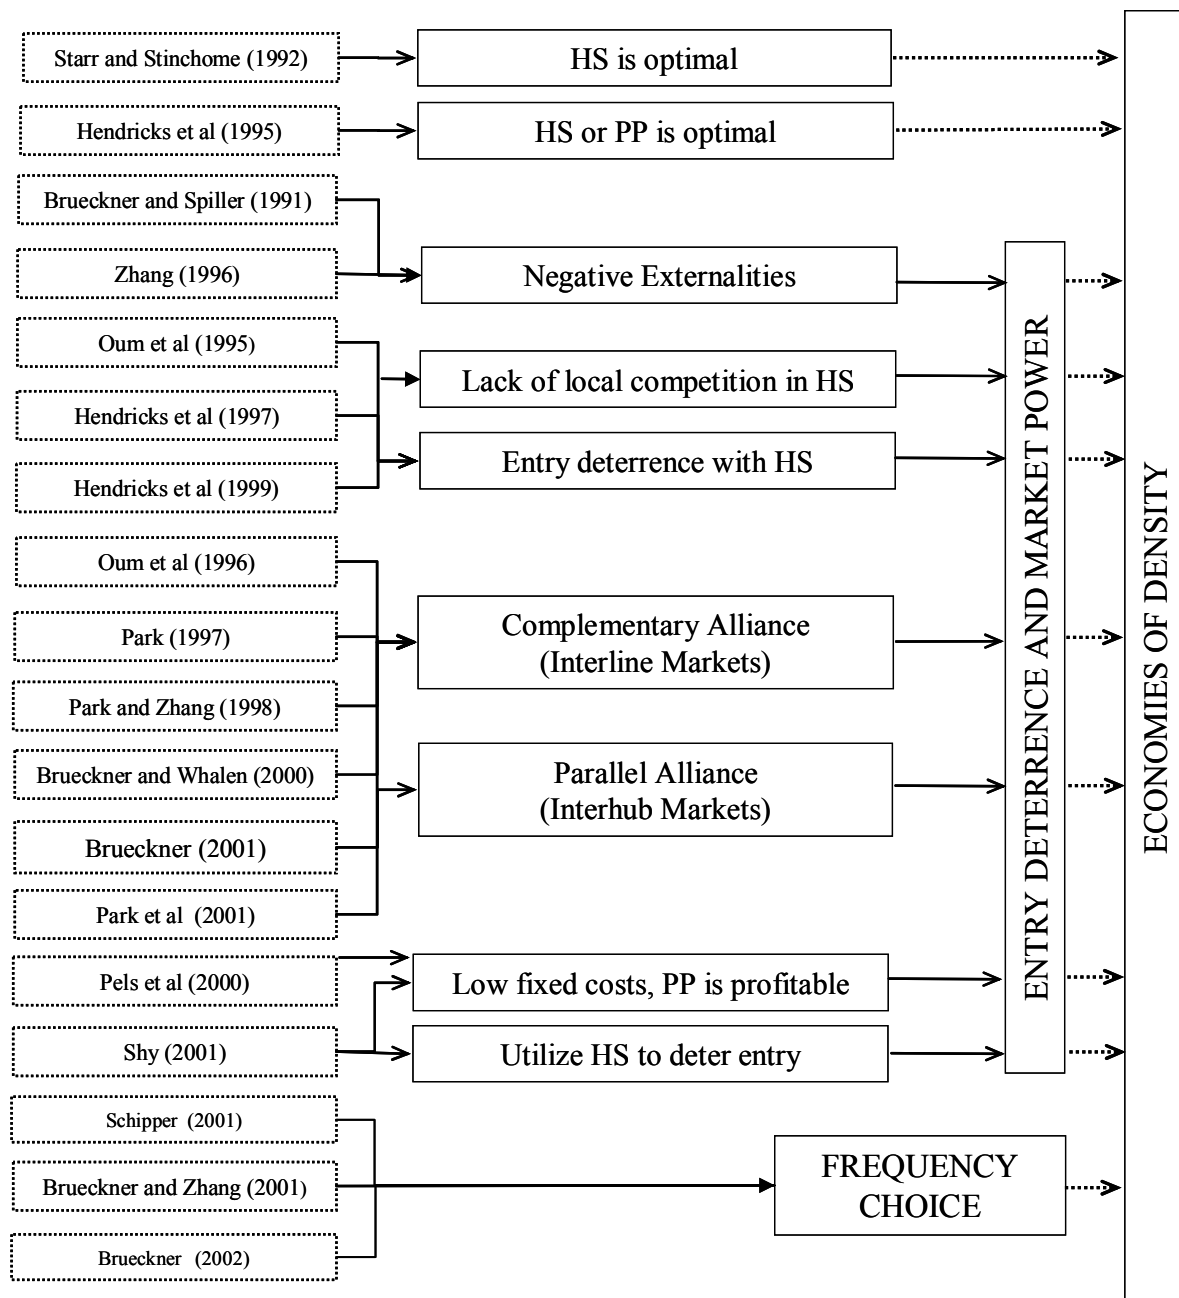 Starr and Stinchome (1992)
HS is optimal
Hendricks et al (1995)
HS or PP is optimal
Brueckner and Spiller (1991)
Zhang (1996)
Negative Externalities
Oum et al (1995)
Lack of local competition in HS
Hendricks et al (1997)
Entry deterrence with HS
Hendricks et al (1999)
Oum et al (1996)
Park (1997)
Complementary Alliance
(Interline Markets)
Park and Zhang (1998)
Brueckner and Whalen (2000)
Parallel Alliance
(Interhub Markets)
Brueckner (2001)
Park et al (2001)
Pels et al (2000)
Low fixed costs, PP is profitable
Shy (2001)
Utilize HS to deter entry
Schipper (2001)
Brueckner and Zhang (2001)
FREQUENCY
CHOICE
Brueckner (2002)
ENTRY DETERRENCE AND MARKET POWER
ECONOMIES OF DENSITY